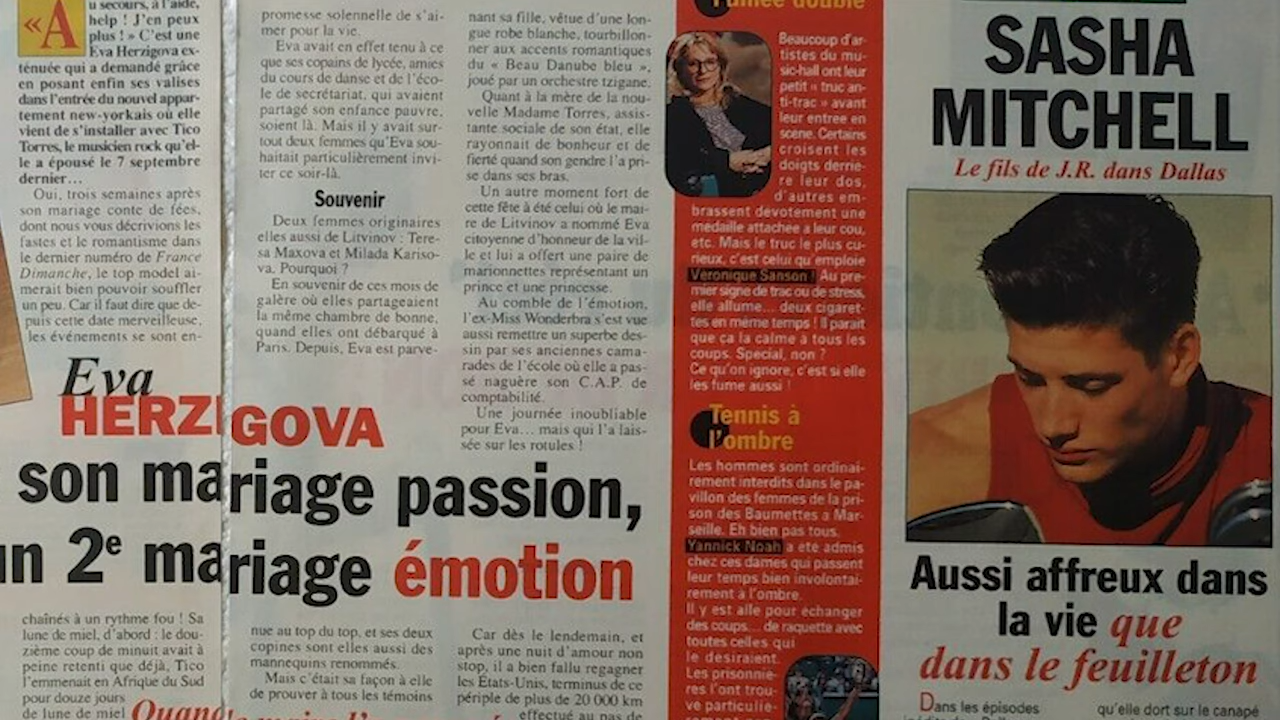 «A
u secours, à l'aide,
help ! J'en peux
plus ! » C'est une
Eva Herzigova ex-
ténuée qui a demandé grâce
en posant enfin ses valises
dans l'entrée du nouvel appar-
tement new-yorkais où elle
vient de s'installer avec Tico
Torres, le musicien rock qu'el-
le a épousé le 7 septembre
dernier…
Oui, trois semaines après
son mariage conte de fées,
dont nous vous décrivions les
fastes et le romantisme dans
le dernier numéro de France
Dimanche, le top model ai-
merait bien pouvoir souffler
un peu. Car il faut dire que de-
puis cette date merveilleuse,
les événements se sont en-
promesse solennelle de s'ai-
mer pour la vie.
Eva avait en effet tenu à ce
que ses copains de lycée, amies
du cours de danse et de l'éco-
le de secrétariat, qui avaient
partagé son enfance pauvre,
soient là. Mais il y avait sur-
tout deux femmes qu'Eva sou-
haitait particulièrement invi-
ter ce soir-là.
Souvenir
Deux femmes originaires
elles aussi de Litvinov : Tere-
sa Maxova et Milada Kariso-
va. Pourquoi ?
En souvenir de ces mois de
galère où elles partageaient
la même chambre de bonne,
quand elles ont débarqué à
Paris. Depuis, Eva est parve-
nant sa fille, vêtue d'une lon-
gue robe blanche, tourbillon-
ner aux accents romantiques
du « Beau Danube bleu »,
joué par un orchestre tzigane.
Quant à la mère de la nou-
velle Madame Torres, assis-
tante sociale de son état, elle
rayonnait de bonheur et de
fierté quand son gendre l'a pri-
se dans ses bras.
Un autre moment fort de
cette fête a été celui où le mai-
re de Litvinov a nommé Eva
citoyenne d'honneur de la vil-
le et lui a offert une paire de
marionnettes représentant un
prince et une princesse.
Au comble de l'émotion,
l'ex-Miss Wonderbra s'est vue
aussi remettre un superbe des-
sin par ses anciennes cama-
rades de l'école où elle a pas-
sé naguère son C.A.P. de
comptabilité.
Une journée inoubliable
pour Eva… mais qui l'a lais-
sée sur les rotules !
Eva
HERZIGOVA
son mariage passion,
un 2e mariage émotion
chaînés à un rythme fou ! Sa
lune de miel, d'abord : le dou-
zième coup de minuit avait à
peine retenti que déjà, Tico
l'emmenait en Afrique du Sud
pour douze jours
de lune de miel
nue au top du top, et ses deux
copines sont elles aussi des
mannequins renommés.
Mais c'était sa façon à elle
de prouver à tous les témoins
Car dès le lendemain, et
après une nuit d'amour non
stop, il a bien fallu regagner
les États-Unis, terminus de ce
périple de plus de 20 000 km
effectué au pas de
Fumée double
Beaucoup d'ar-
tistes du mu-
sic-hall ont leur
petit « truc an-
ti-trac » avant
leur entrée en
scène. Certains
croisent les
doigts derriè-
re leur dos,
d'autres em-
brassent dévotement une
médaille attachée à leur cou,
etc. Mais le truc le plus cu-
rieux, c'est celui qu'emploie
Véronique Sanson ! Au pre-
mier signe de trac ou de stress,
elle allume… deux cigaret-
tes en même temps ! Il paraît
que ça la calme à tous les
coups. Spécial, non ?
Ce qu'on ignore, c'est si elle
les fume aussi !
Tennis à
l'ombre
Les hommes sont ordinai-
rement interdits dans le pa-
villon des femmes de la pri-
son des Baumettes à Mar-
seille. Eh bien pas tous.
Yannick Noah a été admis
chez ces dames qui passent
leur temps bien involontai-
rement à l'ombre.
Il y est allé pour échanger
des coups… de raquette avec
toutes celles qui
le désiraient.
Les prisonniè-
res l'ont trou-
vé particuliè-
SASHA
MITCHELL
Le fils de J.R. dans Dallas
Aussi affreux dans
la vie que
dans le feuilleton
Dans les épisodes
qu'elle dort sur le canapé